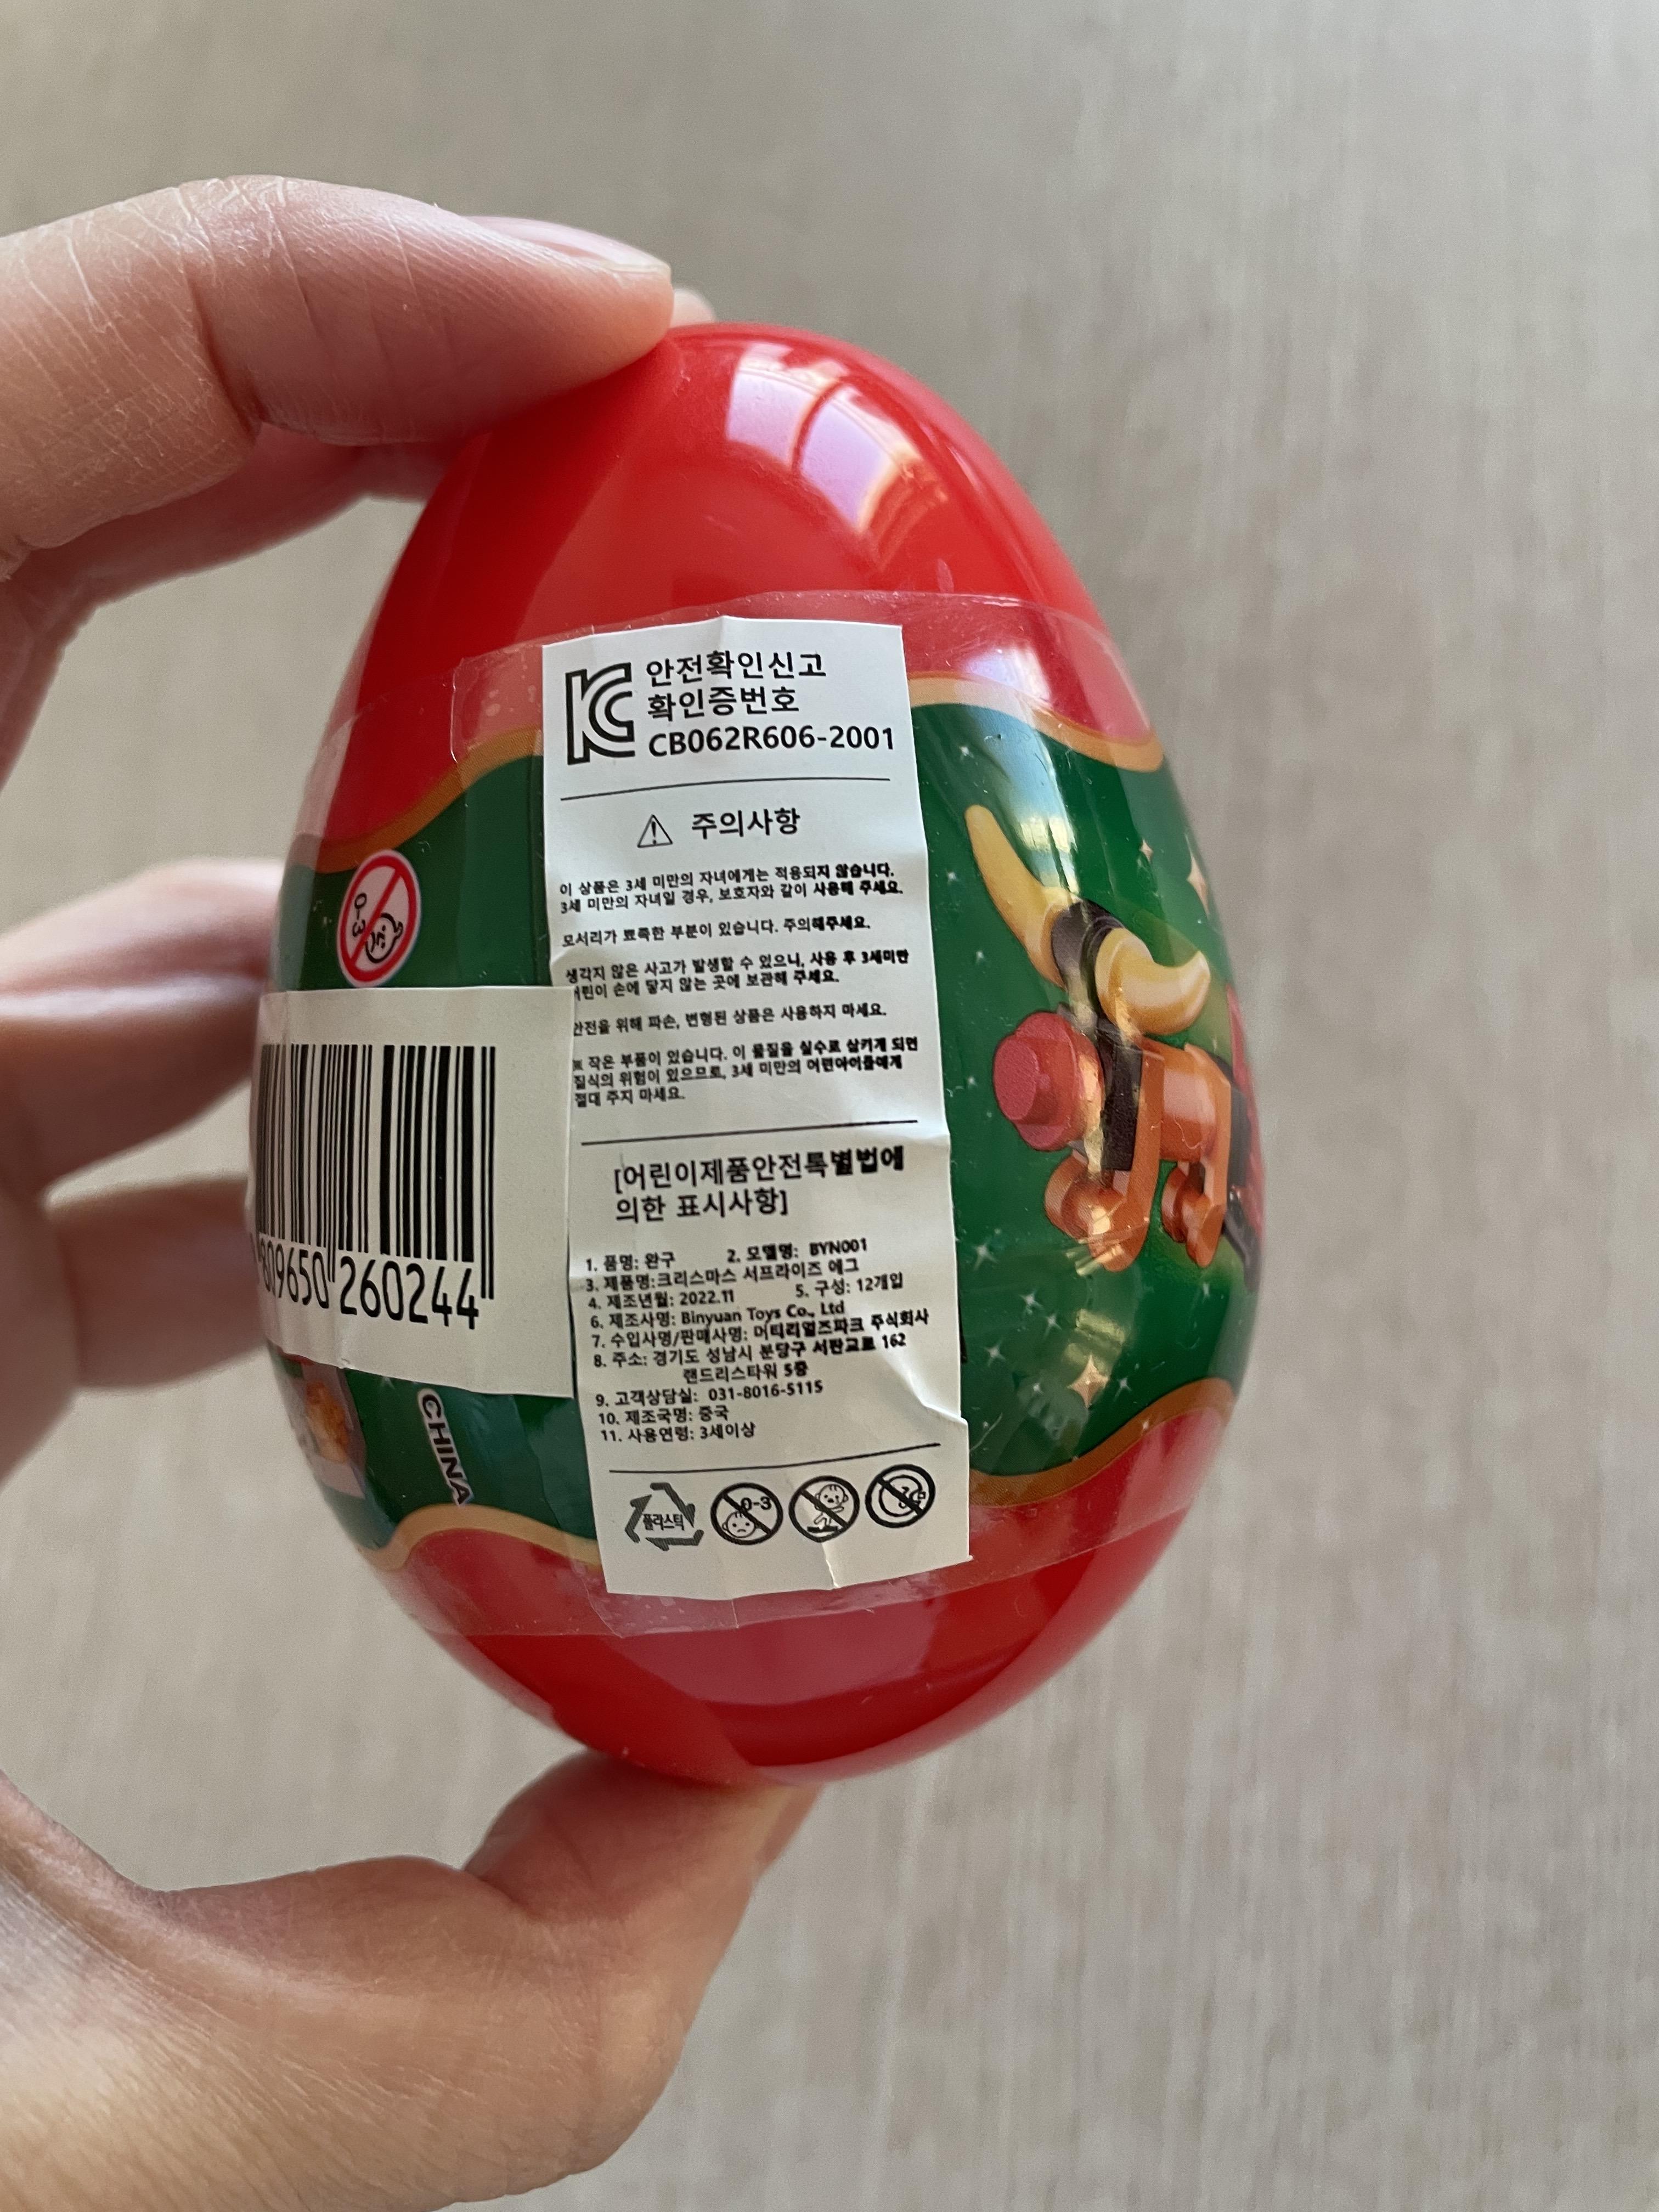 안전확인신고
확인증번호
CB062R606-2001
주의사항
이 상품은 3세 미만의 자녀에게는 적용되지 않습니다.
3세 미만의 자녀일 경우, 보호자와 같이 사용해 주세요.
모서리가 뾰족한 부분이 있습니다. 주의해주세요.
생각지 않은 사고가 발생할 수 있으니, 사용 후 3세미만
어린이 손에 닿지 않는 곳에 보관해 주세요.
안전을 위해 파손, 변형된 상품은 사용하지 마세요.
※ 작은 부품이 있습니다. 이 물질을 실수로 삼키게 되면
질식의 위험이 있으므로, 3세 미만의 어린아이들에게
절대 주지 마세요.
[어린이제품안전특별법에
의한 표시사항]
1. 품명: 완구 2. 모델명: BYN001
3. 제품명:크리스마스 서프라이즈 에그
4. 제조년월: 2022.11 5. 구성: 12개입
6. 제조사명: Binyuan Toys Co., Ltd
7. 수입사명/판매사명: 머티리얼즈파크 주식회사
8. 주소: 경기도 성남시 분당구 서판교로 162
랜드리스타워 5층
9. 고객상담실: 031-8016-5115
10. 제조국명: 중국
11. 사용연령: 3세이상
플라스틱
0-3
0-3
809650 260244
CHINA